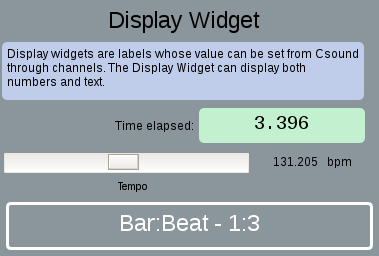 Display Widget
Display widgets are labels whose value can be set from Csound
through channels. The Display Widget can display both
numbers and text.
Time elapsed: 3.396
131.205 bpm
Tempo
Bar:Beat - 1:3